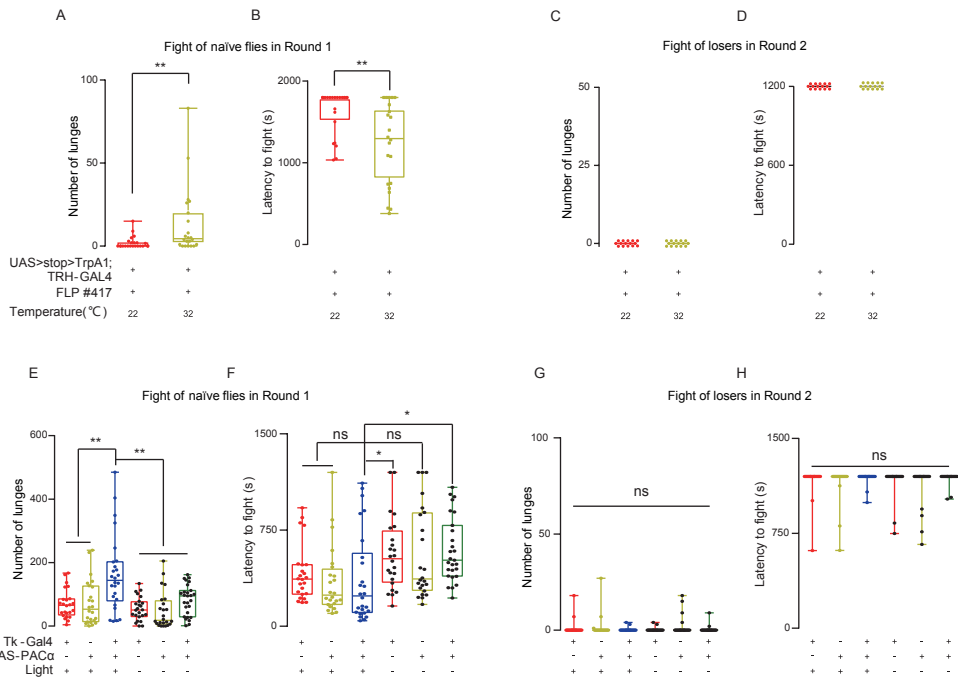 A
B
C
D
Fight of naïve flies in Round 1
Fight of losers in Round 2
**
**
100
50
0
Number of lunges
2000
1000
0
Latency to fight (s)
50
25
0
Number of lunges
1200
600
0
Latency to fight (s)
UAS>stop>TrpA1;
TRH-GAL4
+ + + + + + + +
FLP #417 + + + + + + + +
Temperature(℃) 22 32 22 32 22 32 22 32
E
F
G
H
Fight of naïve flies in Round 1
Fight of losers in Round 2
** **
600
400
200
0
Number of lunges
*
ns ns
*
1500
750
0
Latency to fight (s)
ns
100
50
0
Number of lunges
ns
1500
750
0
Latency to fight (s)
Tk -Gal4 + - + + - + + - + + - + + - + + - + + - + + - +
AS-PACα - + + - + + - + + - + + - + + - + + - + + - + +
Light + + + - - - + + + - - - + + + - - - + + + - - -